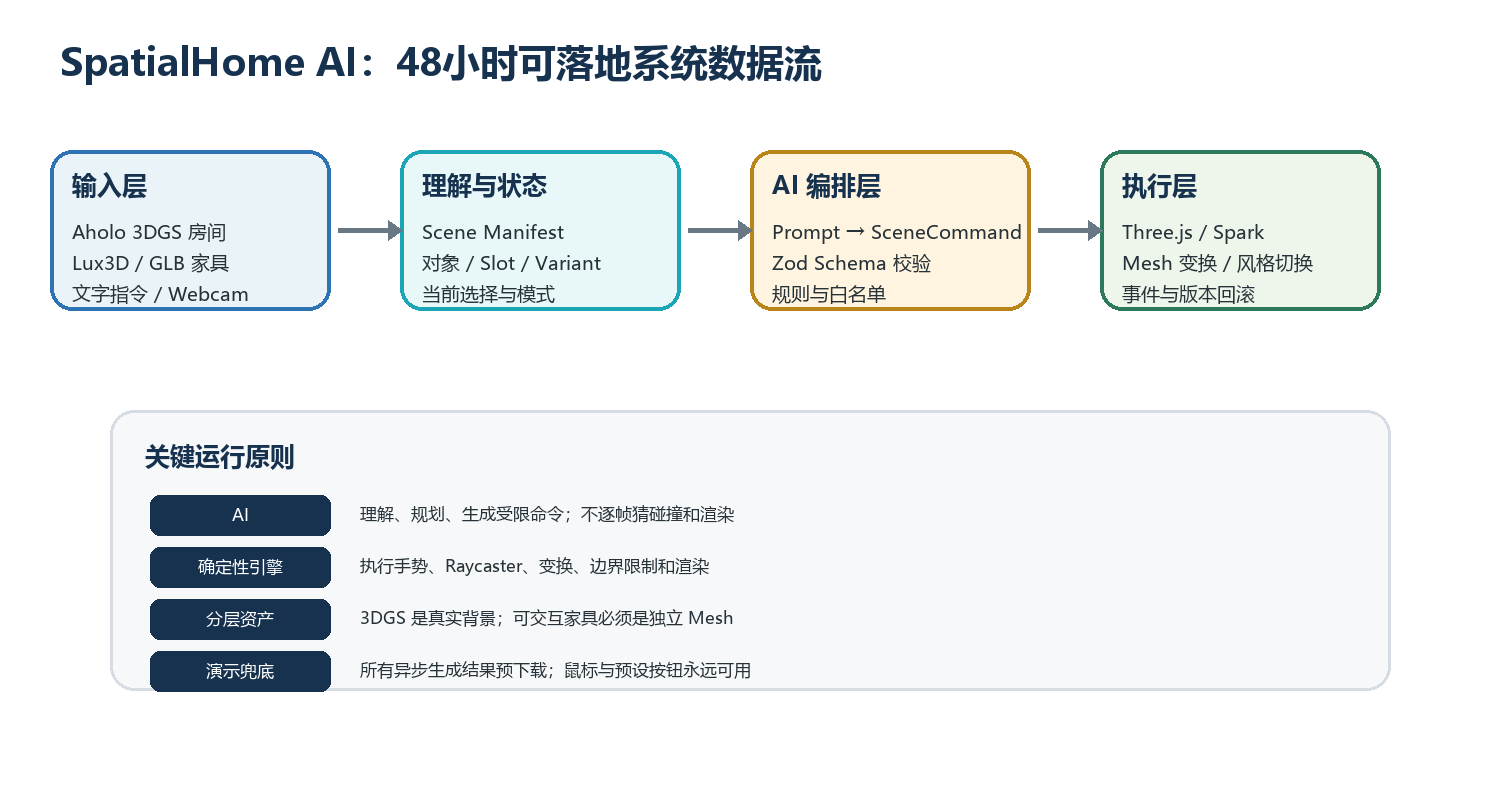 SpatialHome AI：48小时可落地系统数据流
输入层
Aholo 3DGS 房间
Lux3D / GLB 家具
文字指令 / Webcam
理解与状态
Scene Manifest
对象 / Slot / Variant
当前选择与模式
AI 编排层
Prompt → SceneCommand
Zod Schema 校验
规则与白名单
执行层
Three.js / Spark
Mesh 变换 / 风格切换
事件与版本回滚
关键运行原则
AI
理解、规划、生成受限命令；不逐帧猜碰撞和渲染
确定性引擎
执行手势、Raycaster、变换、边界限制和渲染
分层资产
3DGS 是真实背景；可交互家具必须是独立 Mesh
演示兜底
所有异步生成结果预下载；鼠标与预设按钮永远可用